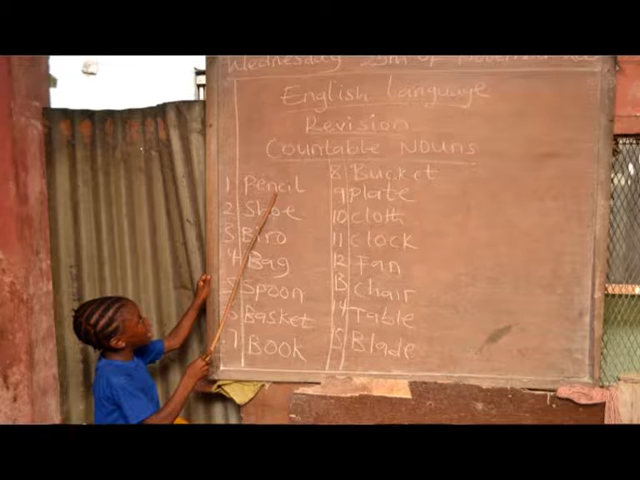 Wednesday
English Language
Revision
Countable Nouns
1 Pencil
2 Shoe
3 Biro
4 Bag
5 Spoon
6 Basket
7 Book
8 Bucket
9 Plate
10 Cloth
11 Clock
12 Fan
13 Chair
14 Table
15 Blade